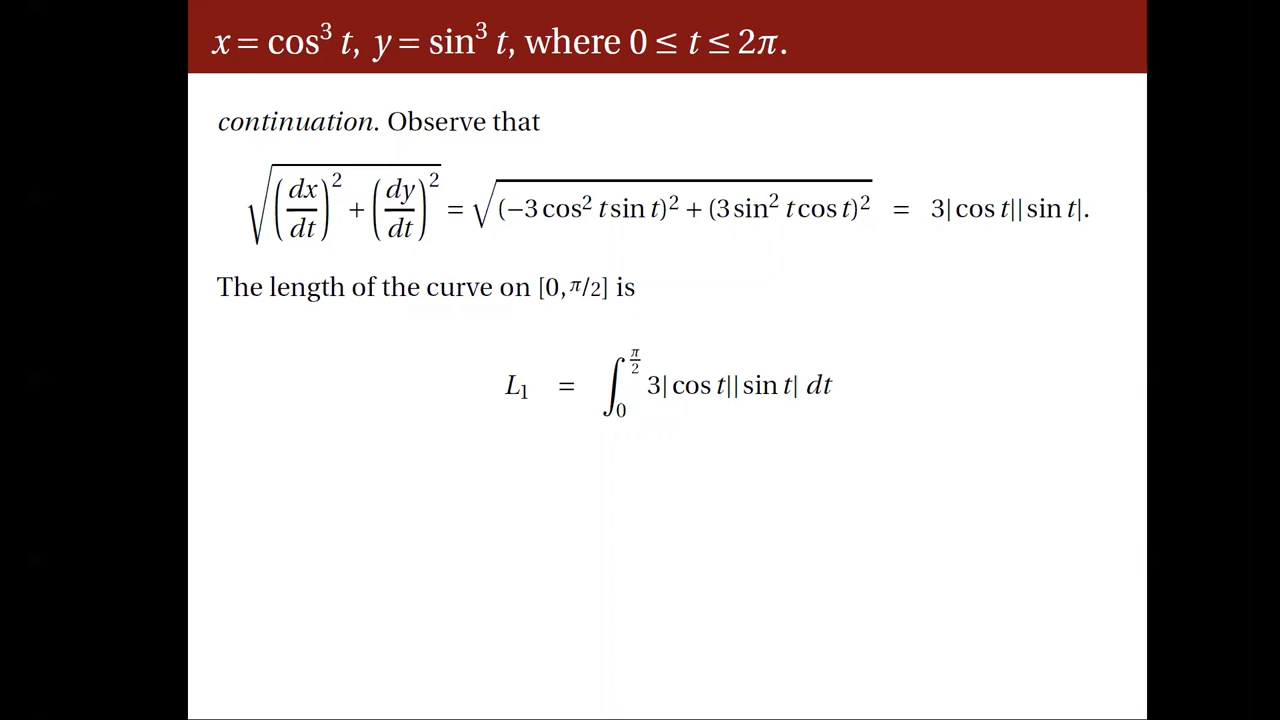 x = cos³ t, y = sin³ t, where 0 ≤ t ≤ 2π.
continuation. Observe that
√((dx/dt)² + (dy/dt)²) = √((−3 cos² t sin t)² + (3 sin² t cos t)²) = 3| cos t|| sin t|.
The length of the curve on [0, π/2] is
L₁ = ∫₀^{π/2} 3| cos t|| sin t| dt